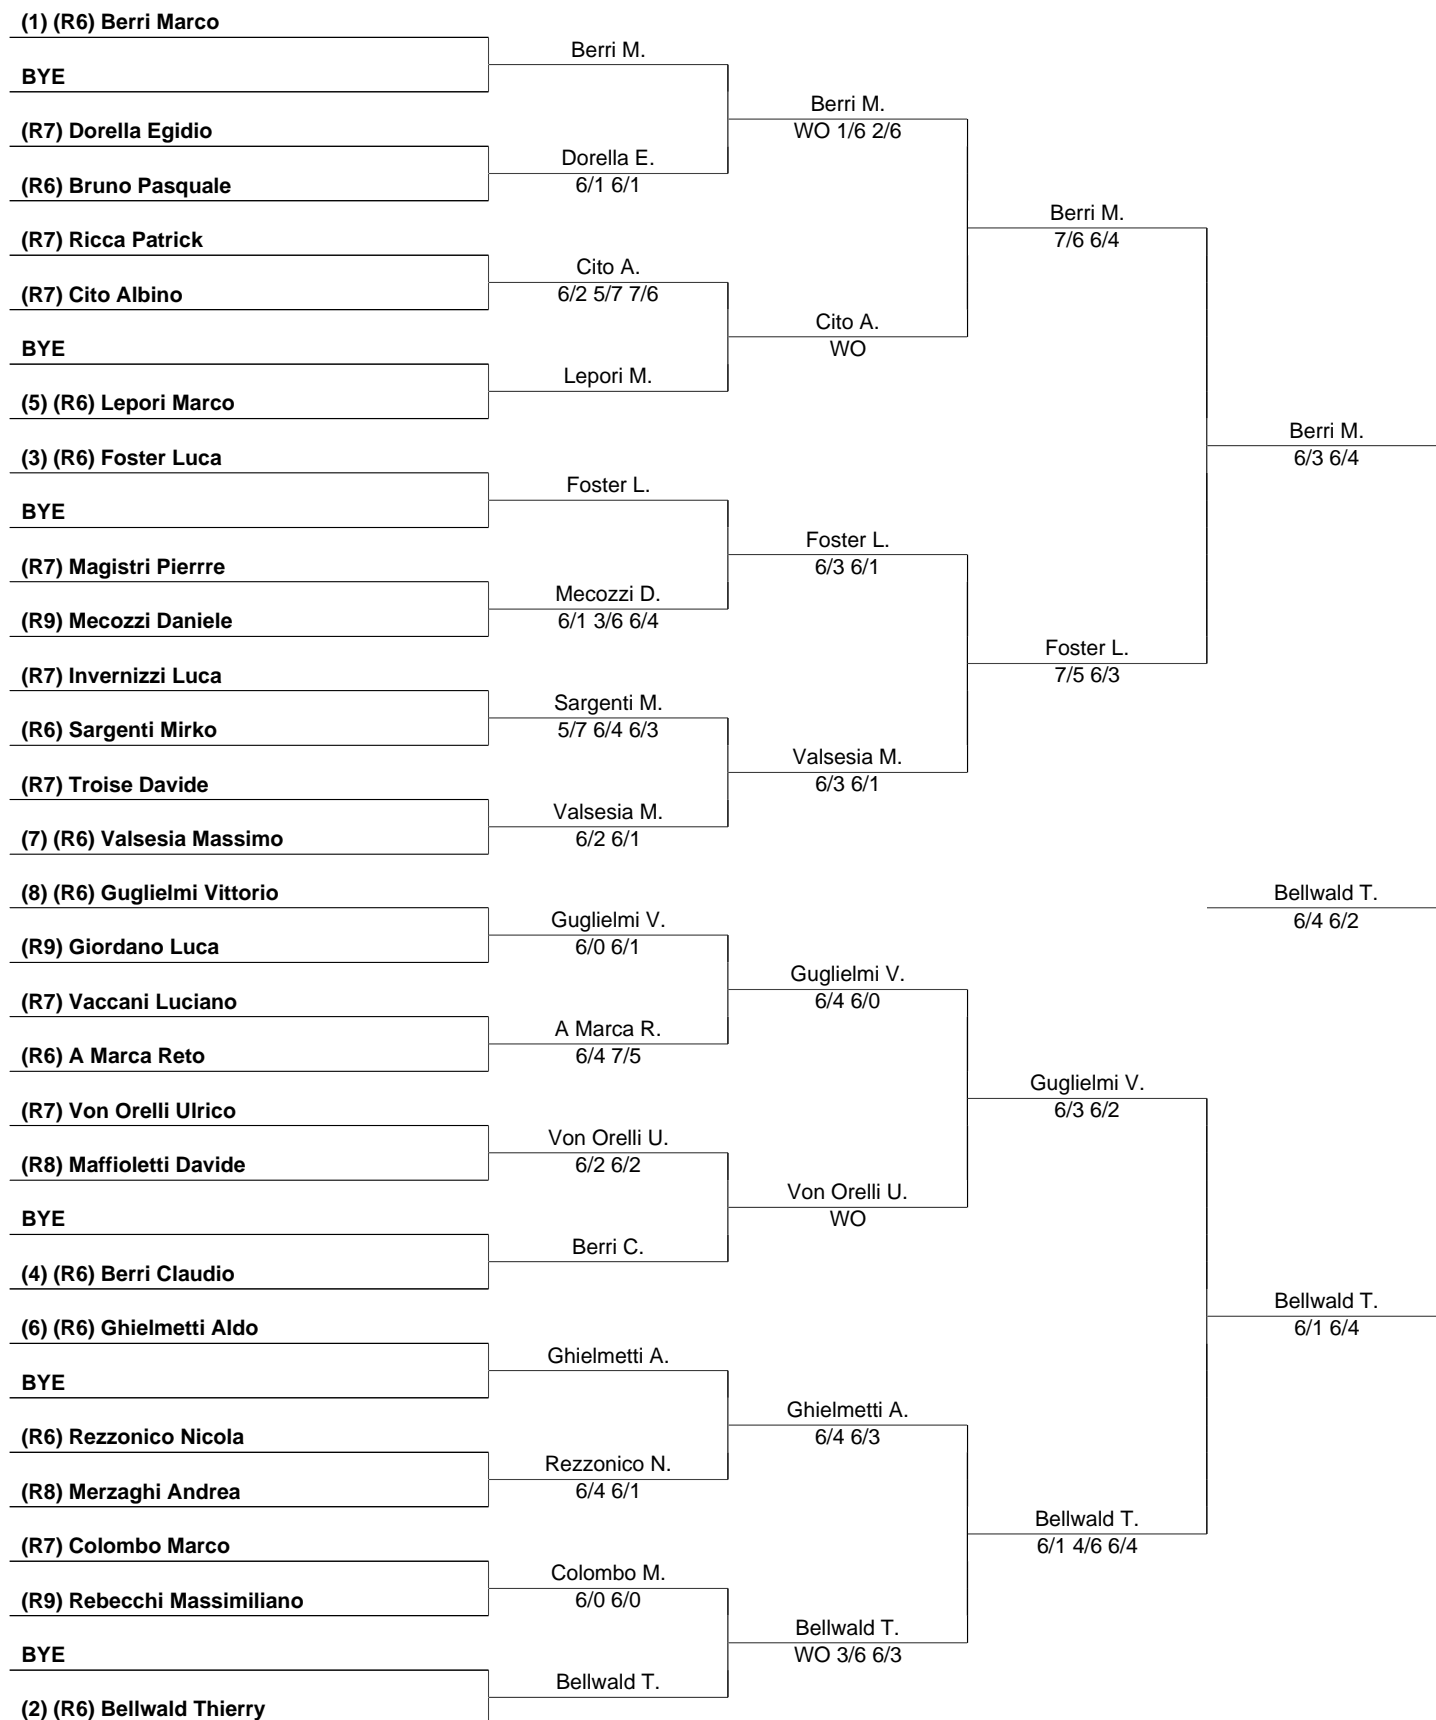 (1) (R6) Berri Marco
BYE
(R7) Dorella Egidio
(R6) Bruno Pasquale
(R7) Ricca Patrick
(R7) Cito Albino
BYE
(5) (R6) Lepori Marco
(3) (R6) Foster Luca
BYE
(R7) Magistri Pierrre
(R9) Mecozzi Daniele
(R7) Invernizzi Luca
(R6) Sargenti Mirko
(R7) Troise Davide
(7) (R6) Valsesia Massimo
(8) (R6) Guglielmi Vittorio
(R9) Giordano Luca
(R7) Vaccani Luciano
(R6) A Marca Reto
(R7) Von Orelli Ulrico
(R8) Maffioletti Davide
BYE
(4) (R6) Berri Claudio
(6) (R6) Ghielmetti Aldo
BYE
(R6) Rezzonico Nicola
(R8) Merzaghi Andrea
(R7) Colombo Marco
(R9) Rebecchi Massimiliano
BYE
(2) (R6) Bellwald Thierry
Berri M.
Dorella E.
6/1 6/1
Cito A.
6/2 5/7 7/6
Lepori M.
Foster L.
Mecozzi D.
6/1 3/6 6/4
Sargenti M.
5/7 6/4 6/3
Valsesia M.
6/2 6/1
Guglielmi V.
6/0 6/1
A Marca R.
6/4 7/5
Von Orelli U.
6/2 6/2
Berri C.
Ghielmetti A.
Rezzonico N.
6/4 6/1
Colombo M.
6/0 6/0
Bellwald T.
Berri M.
WO 1/6 2/6
Cito A.
WO
Foster L.
6/3 6/1
Valsesia M.
6/3 6/1
Guglielmi V.
6/4 6/0
Von Orelli U.
WO
Ghielmetti A.
6/4 6/3
Bellwald T.
WO 3/6 6/3
Berri M.
7/6 6/4
Foster L.
7/5 6/3
Guglielmi V.
6/3 6/2
Bellwald T.
6/1 4/6 6/4
Berri M.
6/3 6/4
Bellwald T.
6/4 6/2
Bellwald T.
6/1 6/4